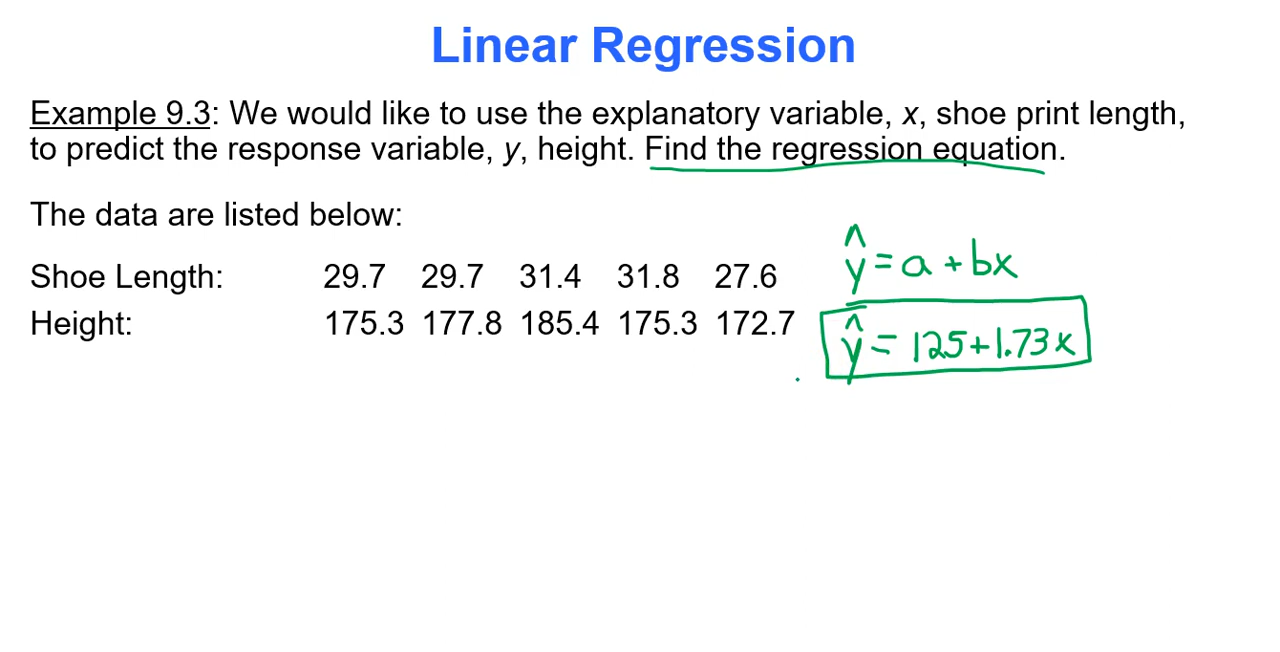 Linear Regression
Example 9.3: We would like to use the explanatory variable, x, shoe print length,
to predict the response variable, y, height. Find the regression equation.
The data are listed below:
ŷ = a + bx
Shoe Length: 29.7 29.7 31.4 31.8 27.6
Height: 175.3 177.8 185.4 175.3 172.7
ŷ = 125 + 1.73x